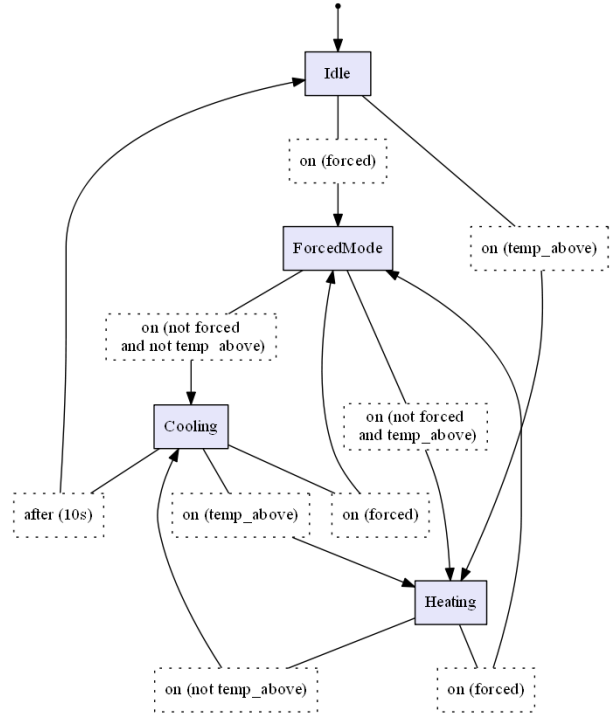 Idle
on (forced)
ForcedMode
on (temp_above)
on (not forced
and not temp_above)
on (not forced
and temp_above)
Cooling
after (10s)
on (temp_above)
on (forced)
Heating
on (not temp_above)
on (forced)